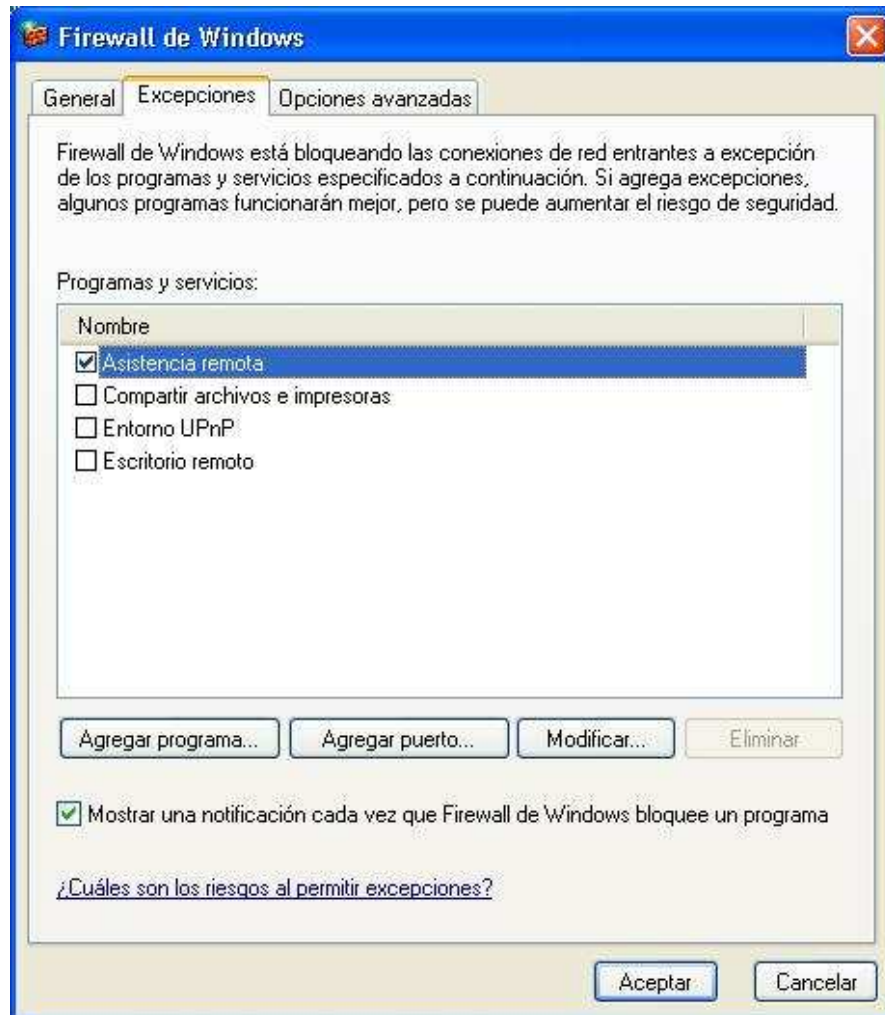 Firewall de Windows
General Excepciones Opciones avanzadas
Firewall de Windows está bloqueando las conexiones de red entrantes a excepción
de los programas y servicios especificados a continuación. Si agrega excepciones,
algunos programas funcionarán mejor, pero se puede aumentar el riesgo de seguridad.
Programas y servicios:
Nombre
Asistencia remota
Compartir archivos e impresoras
Entorno UPnP
Escritorio remoto
Agregar programa... Agregar puerto... Modificar... Eliminar
Mostrar una notificación cada vez que Firewall de Windows bloquee un programa
¿Cuáles son los riesgos al permitir excepciones?
Aceptar Cancelar